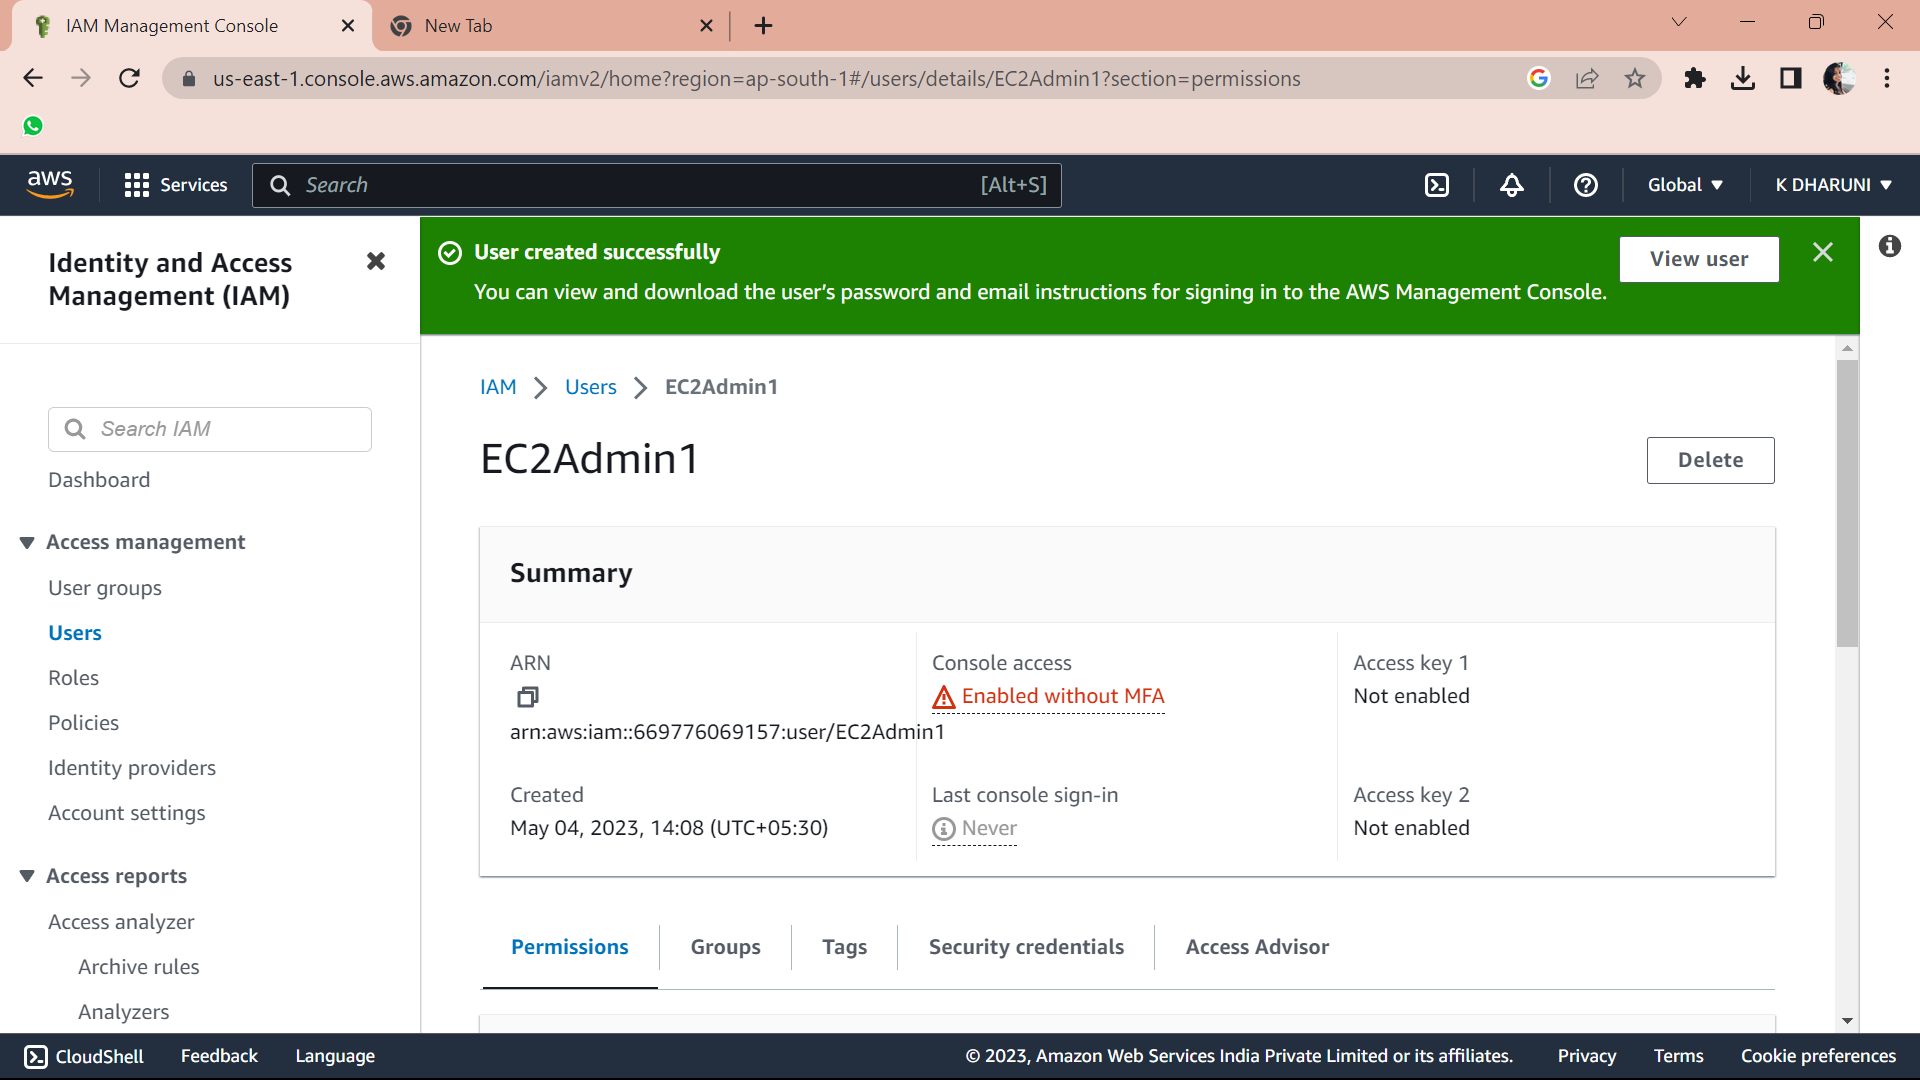 IAM Management Console
New Tab
us-east-1.console.aws.amazon.com/iamv2/home?region=ap-south-1#/users/details/EC2Admin1?section=permissions
aws
Services
Search
[Alt+S]
Global
K DHARUNI
Identity and Access
Management (IAM)
Search IAM
Dashboard
Access management
User groups
Users
Roles
Policies
Identity providers
Account settings
Access reports
Access analyzer
Archive rules
Analyzers
User created successfully
You can view and download the user's password and email instructions for signing in to the AWS Management Console.
View user
IAM
Users
EC2Admin1
EC2Admin1
Delete
Summary
ARN
arn:aws:iam::669776069157:user/EC2Admin1
Console access
Enabled without MFA
Access key 1
Not enabled
Created
May 04, 2023, 14:08 (UTC+05:30)
Last console sign-in
Never
Access key 2
Not enabled
Permissions
Groups
Tags
Security credentials
Access Advisor
CloudShell
Feedback
Language
© 2023, Amazon Web Services India Private Limited or its affiliates.
Privacy
Terms
Cookie preferences